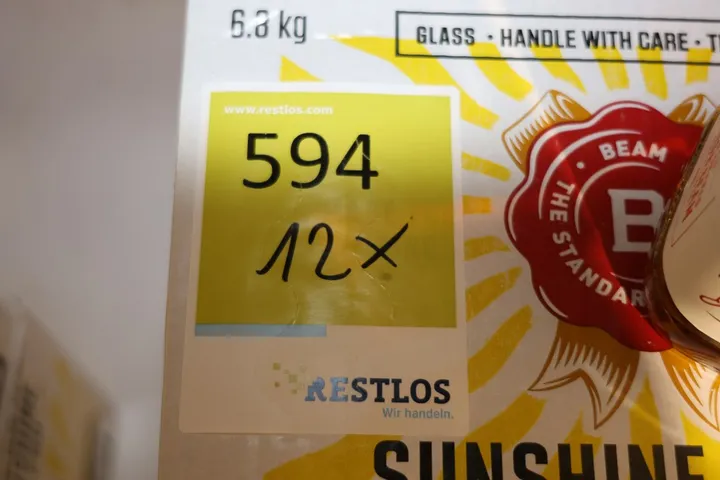 6.8 kg
GLASS · HANDLE WITH CARE ·
www.restlos.com
594
12x
RESTLOS
Wir handeln.
BEAM
THE STANDARD
B
SUNSHINE